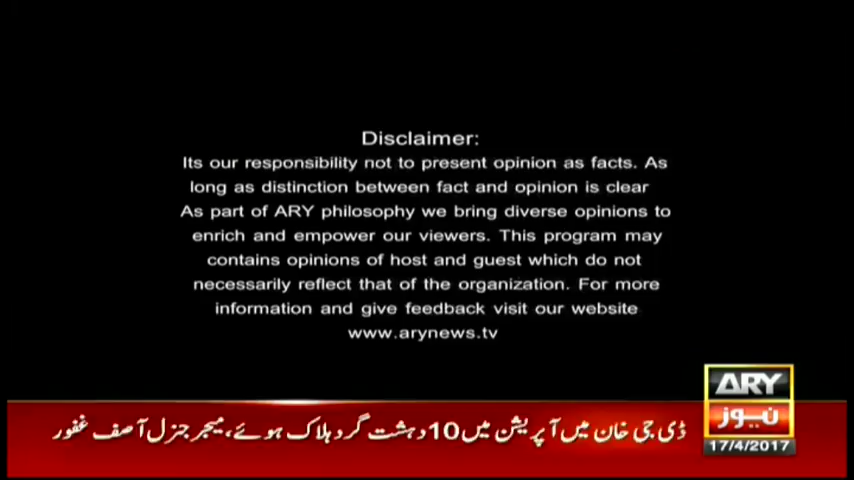 Disclaimer:
Its our responsibility not to present opinion as facts. As
long as distinction between fact and opinion is clear
As part of ARY philosophy we bring diverse opinions to
enrich and empower our viewers. This program may
contains opinions of host and guest which do not
necessarily reflect that of the organization. For more
information and give feedback visit our website
www.arynews.tv
ARY
نیوز
17/4/2017
ڈی جی خان میں آپریشن میں 10 دہشت گرد ہلاک ہوئے، میجر جنرل آصف غفور